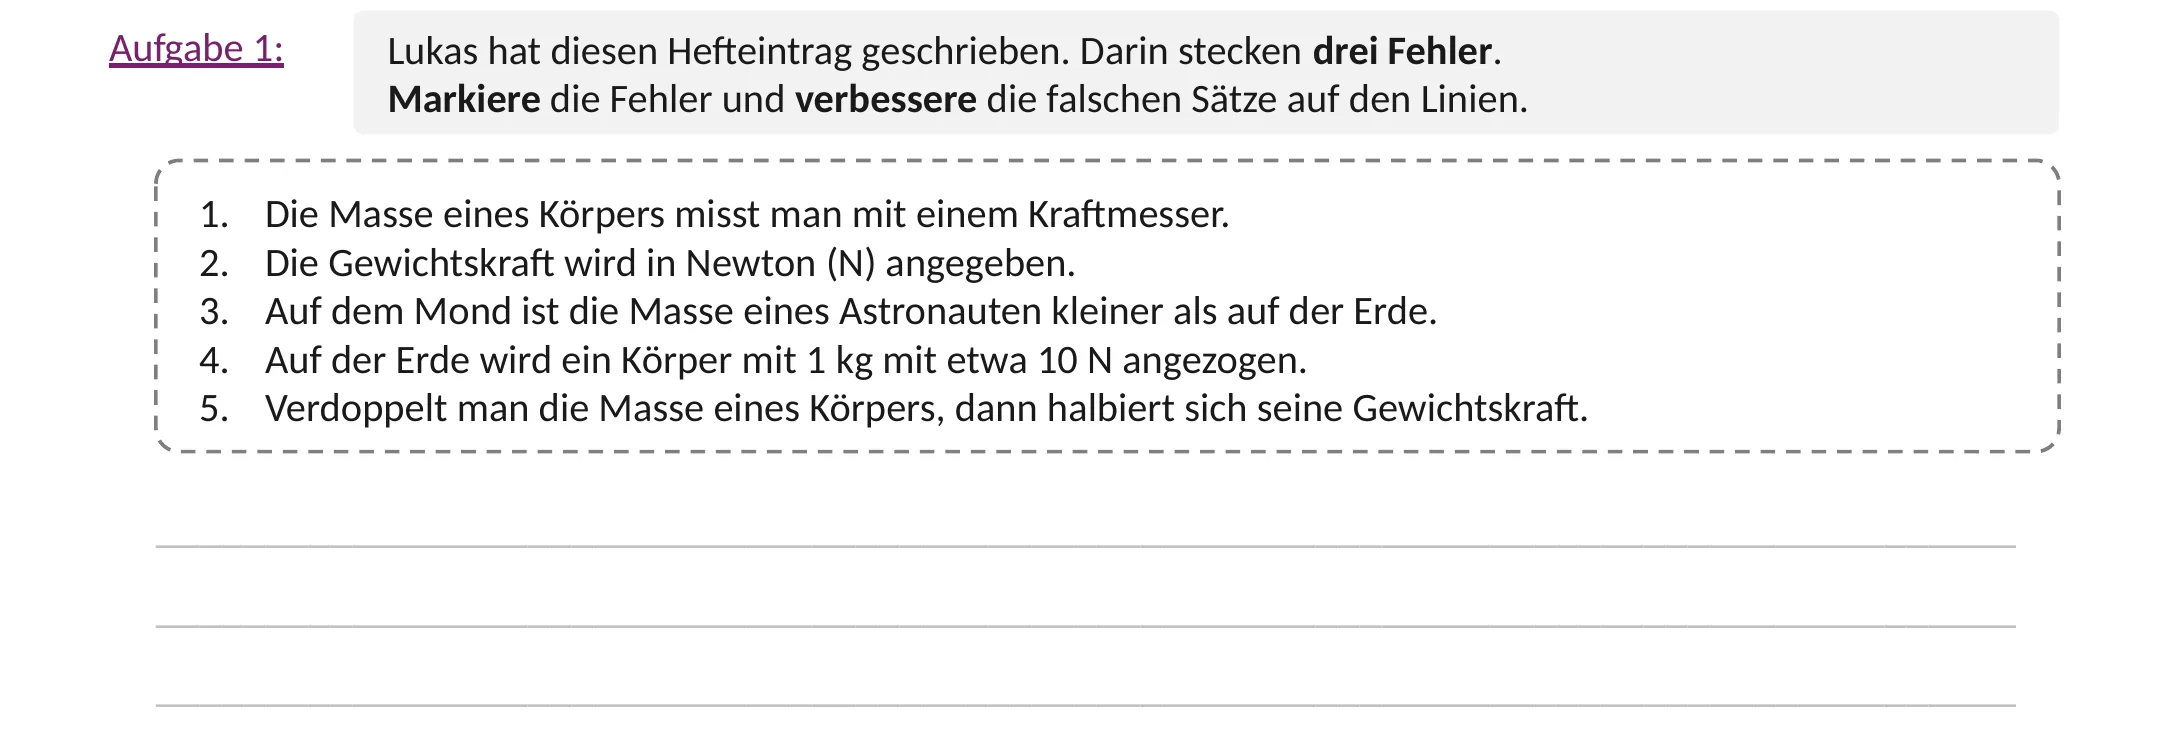 Aufgabe 1:
Lukas hat diesen Hefteintrag geschrieben. Darin stecken drei Fehler.
Markiere die Fehler und verbessere die falschen Sätze auf den Linien.
1. Die Masse eines Körpers misst man mit einem Kraftmesser.
2. Die Gewichtskraft wird in Newton (N) angegeben.
3. Auf dem Mond ist die Masse eines Astronauten kleiner als auf der Erde.
4. Auf der Erde wird ein Körper mit 1 kg mit etwa 10 N angezogen.
5. Verdoppelt man die Masse eines Körpers, dann halbiert sich seine Gewichtskraft.